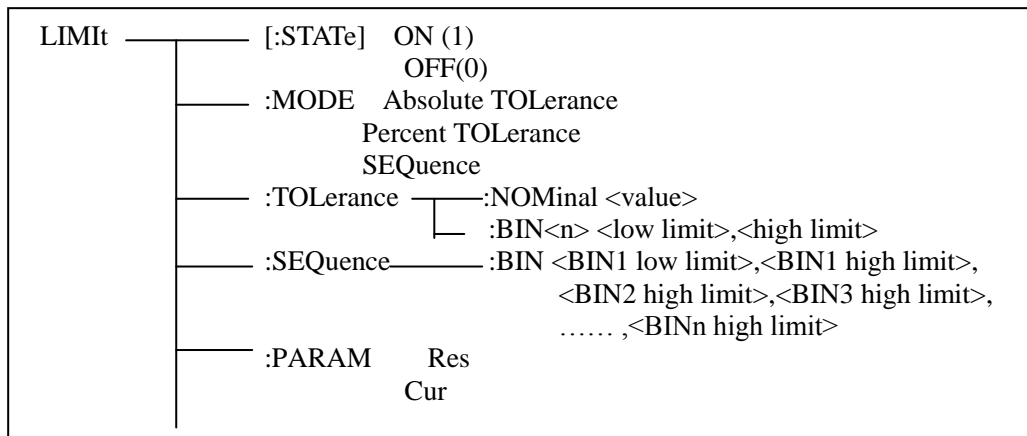 LIMIt [:STATe] ON (1)
OFF(0)
:MODE Absolute TOLerance
Percent TOLerance
SEQuence
:TOLerance :NOMinal <value>
:BIN<n> <low limit>,<high limit>
:SEQuence :BIN <BIN1 low limit>,<BIN1 high limit>,
<BIN2 high limit>,<BIN3 high limit>,
…… ,<BINn high limit>
:PARAM Res
Cur